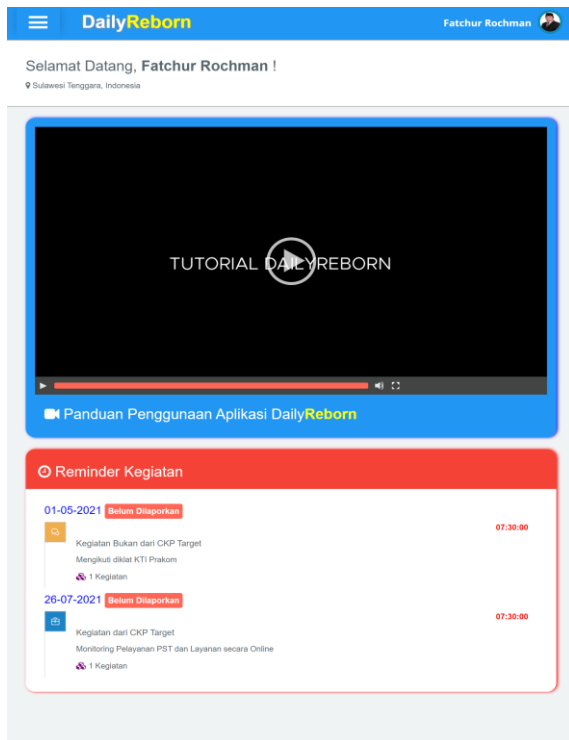 DailyReborn
Fatchur Rochman
Selamat Datang, Fatchur Rochman !
Sulawesi Tenggara, Indonesia
TUTORIAL DAILYREBORN
Panduan Penggunaan Aplikasi DailyReborn
Reminder Kegiatan
01-05-2021 Belum Dilaporkan
07:30:00
Kegiatan Bukan dari CKP Target
Mengikuti diklat KTI Prakom
1 Kegiatan
26-07-2021 Belum Dilaporkan
07:30:00
Kegiatan dari CKP Target
Monitoring Pelayanan PST dan Layanan secara Online
1 Kegiatan